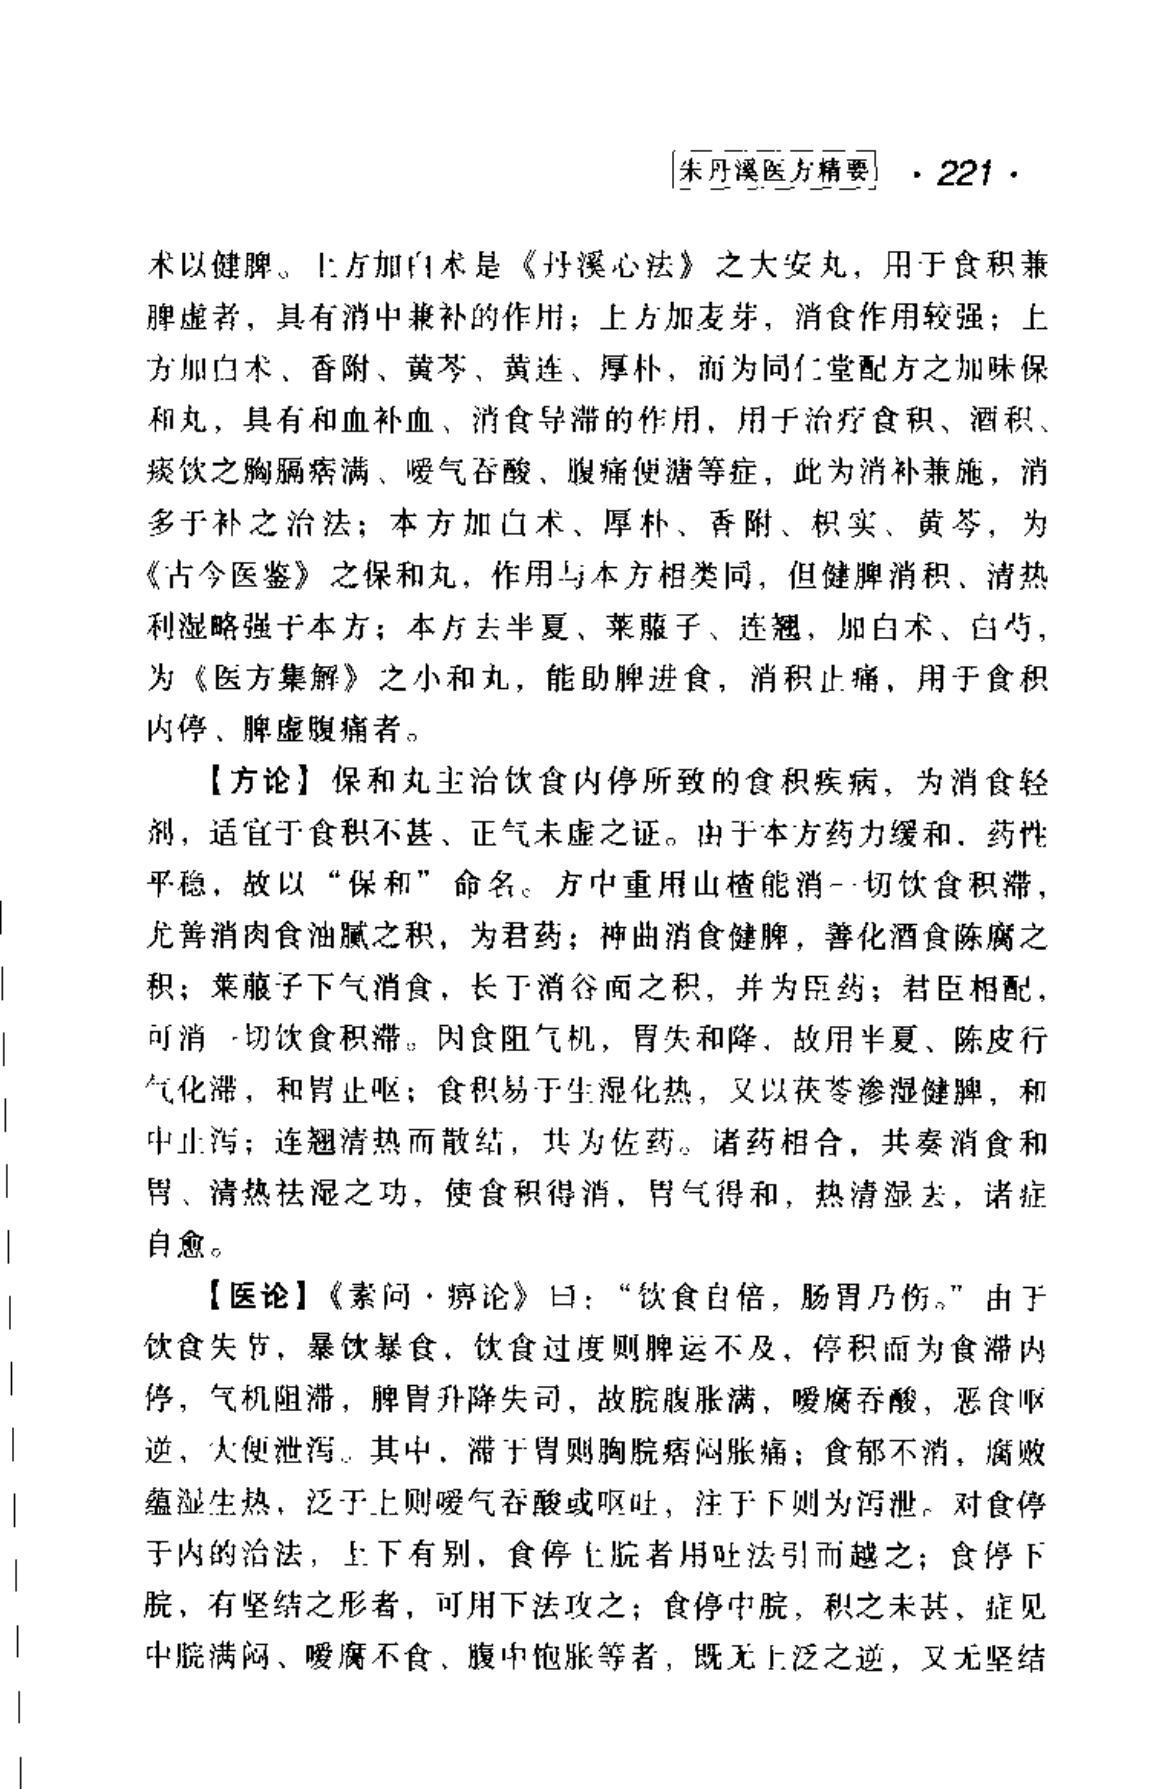 朱丹溪医方精要 · 221 ·
术以健脾。上方加白术是《丹溪心法》之大安丸，用于食积兼
脾虚者，具有消中兼补的作用；上方加麦芽，消食作用较强；上
方加白术、香附、黄芩、黄连、厚朴，而为同仁堂配方之加味保
和丸，具有和血补血、消食导滞的作用，用于治疗食积、酒积、
痰饮之胸膈痞满、嗳气吞酸、腹痛便溏等症，此为消补兼施，消
多于补之治法；本方加白术、厚朴、香附、枳实、黄芩，为
《古今医鉴》之保和丸，作用与本方相类同，但健脾消积、清热
利湿略强于本方；本方去半夏、莱菔子、连翘，加白术、白芍，
为《医方集解》之小和丸，能助脾进食，消积止痛，用于食积
内停、脾虚腹痛者。
【方论】保和丸主治饮食内停所致的食积疾病，为消食轻
剂，适宜于食积不甚、正气未虚之证。由于本方药力缓和，药性
平稳，故以“保和”命名。方中重用山楂能消一切饮食积滞，
尤善消肉食油腻之积，为君药；神曲消食健脾，善化酒食陈腐之
积；莱菔子下气消食，长于消谷面之积，并为臣药；君臣相配，
可消一切饮食积滞。因食阻气机，胃失和降，故用半夏、陈皮行
气化滞，和胃止呕；食积易于生湿化热，又以茯苓渗湿健脾，和
中止泻；连翘清热而散结，共为佐药。诸药相合，共奏消食和
胃、清热祛湿之功，使食积得消，胃气得和，热清湿去，诸症
自愈。
【医论】《素问·痹论》曰：“饮食自倍，肠胃乃伤。”由于
饮食失节，暴饮暴食，饮食过度则脾运不及，停积而为食滞内
停，气机阻滞，脾胃升降失司，故脘腹胀满，嗳腐吞酸，恶食呕
逆，大便泄泻。其中，滞于胃则胸脘痞闷胀痛；食郁不消，腐败
蕴湿生热，泛于上则嗳气吞酸或呕吐，注于下则为泻泄。对食停
于内的治法，上下有别，食停上脘者用吐法引而越之；食停下
脘，有坚结之形者，可用下法攻之；食停中脘，积之未甚，症见
中脘满闷、嗳腐不食、腹中饱胀等者，既无上泛之逆，又无坚结